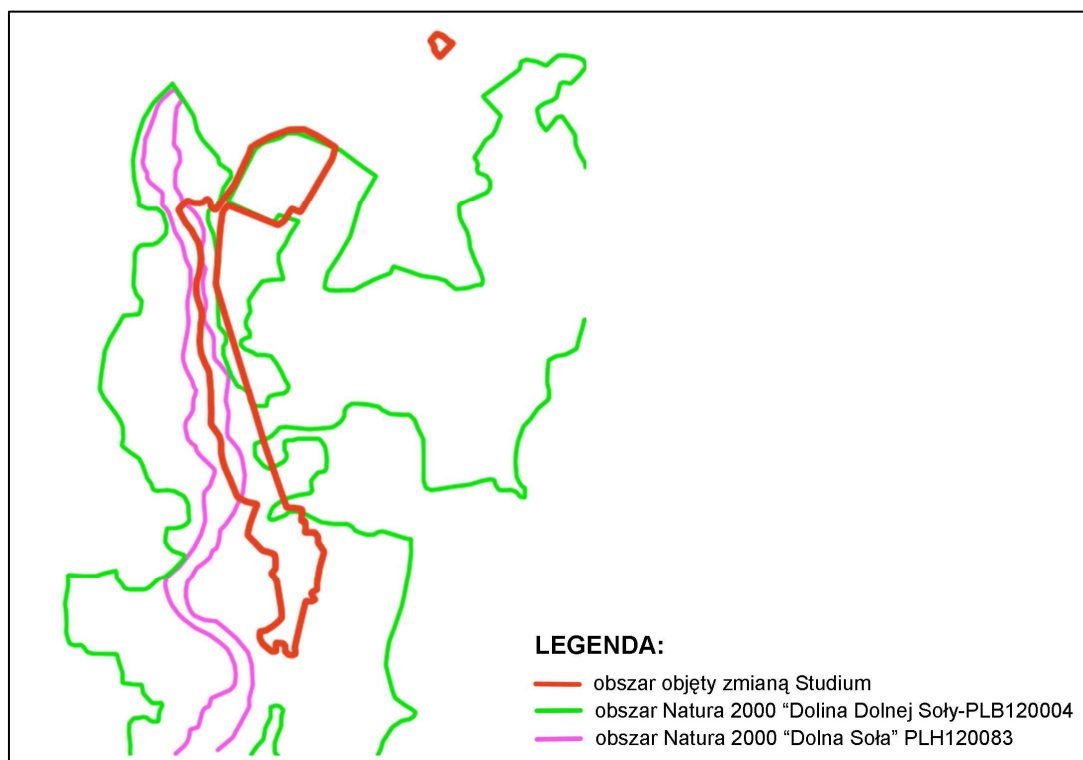 LEGENDA:
obszar objęty zmianą Studium
obszar Natura 2000 “Dolina Dolnej Soły-PLB120004
obszar Natura 2000 “Dolna Soła” PLH120083